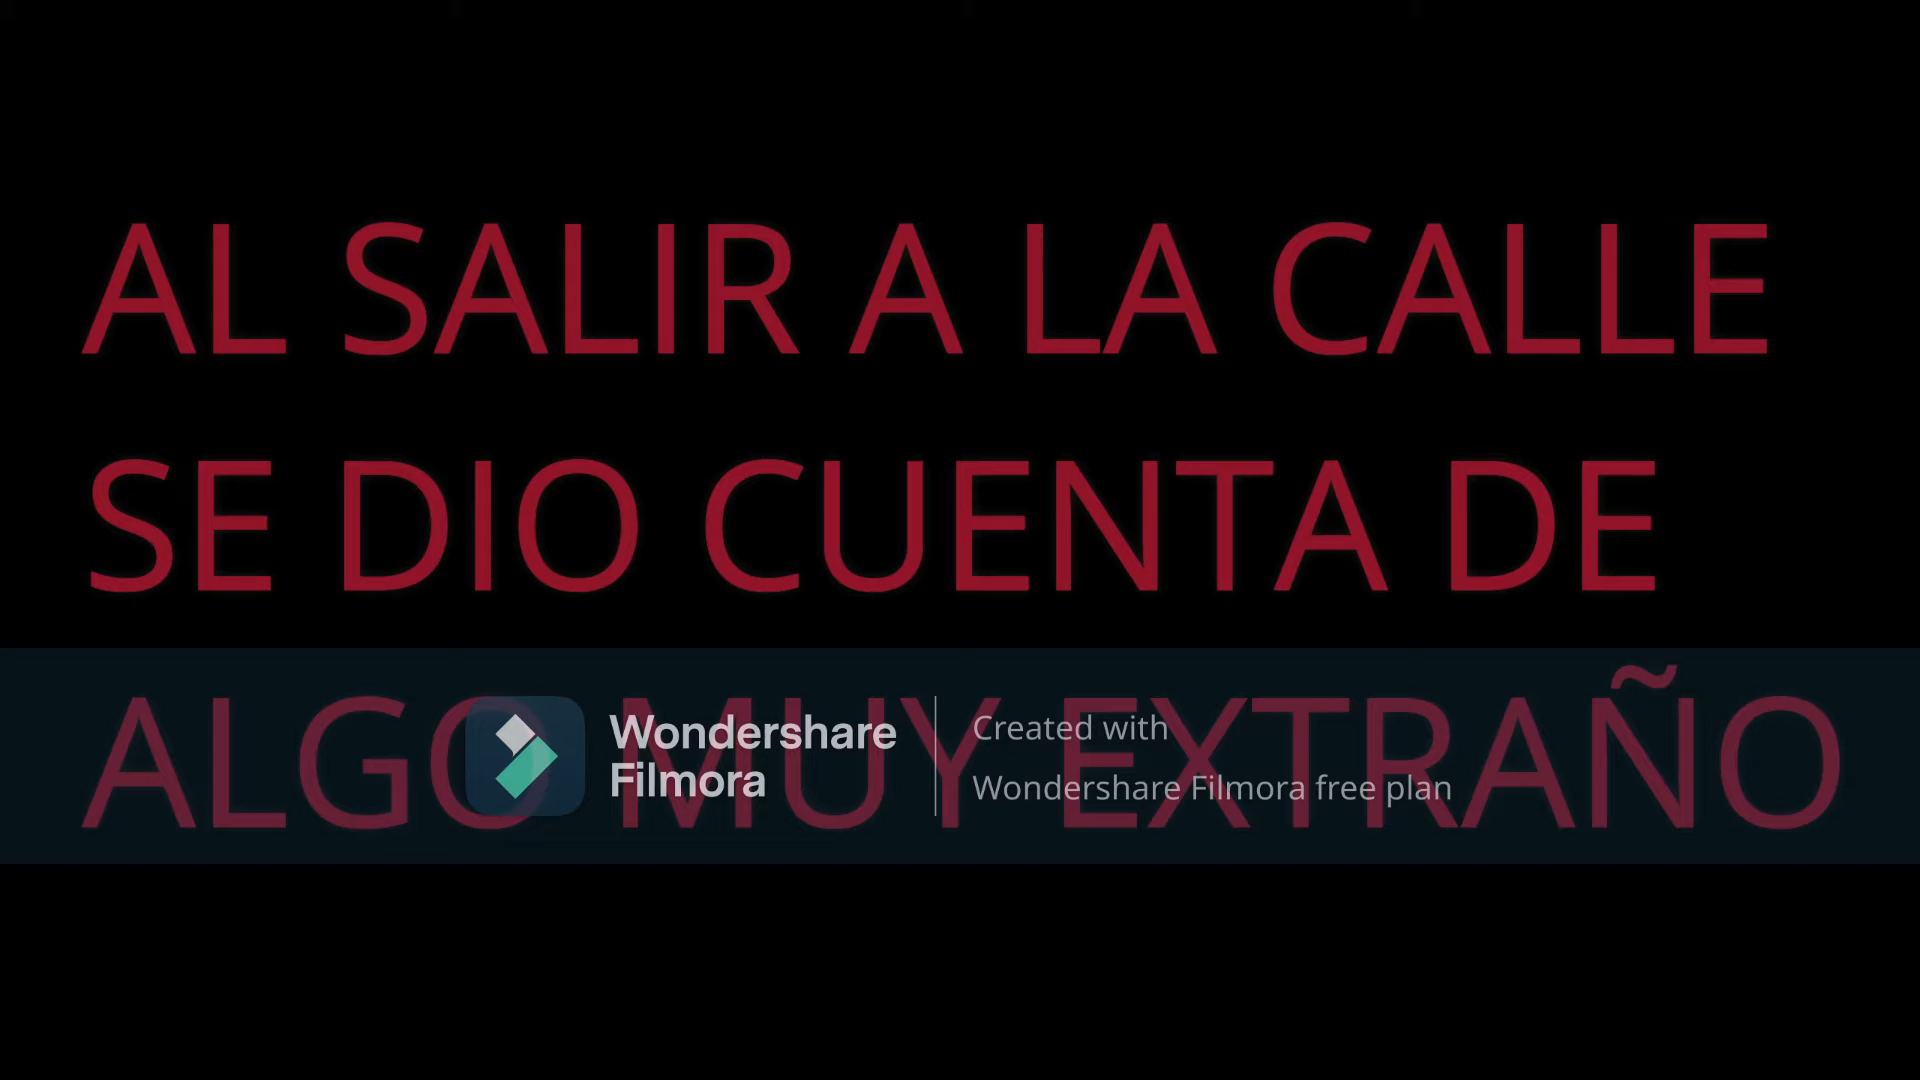 AL SALIR A LA CALLE
SE DIO CUENTA DE
ALGO MUY EXTRAÑO
Wondershare
Filmora
Created with
Wondershare Filmora free plan